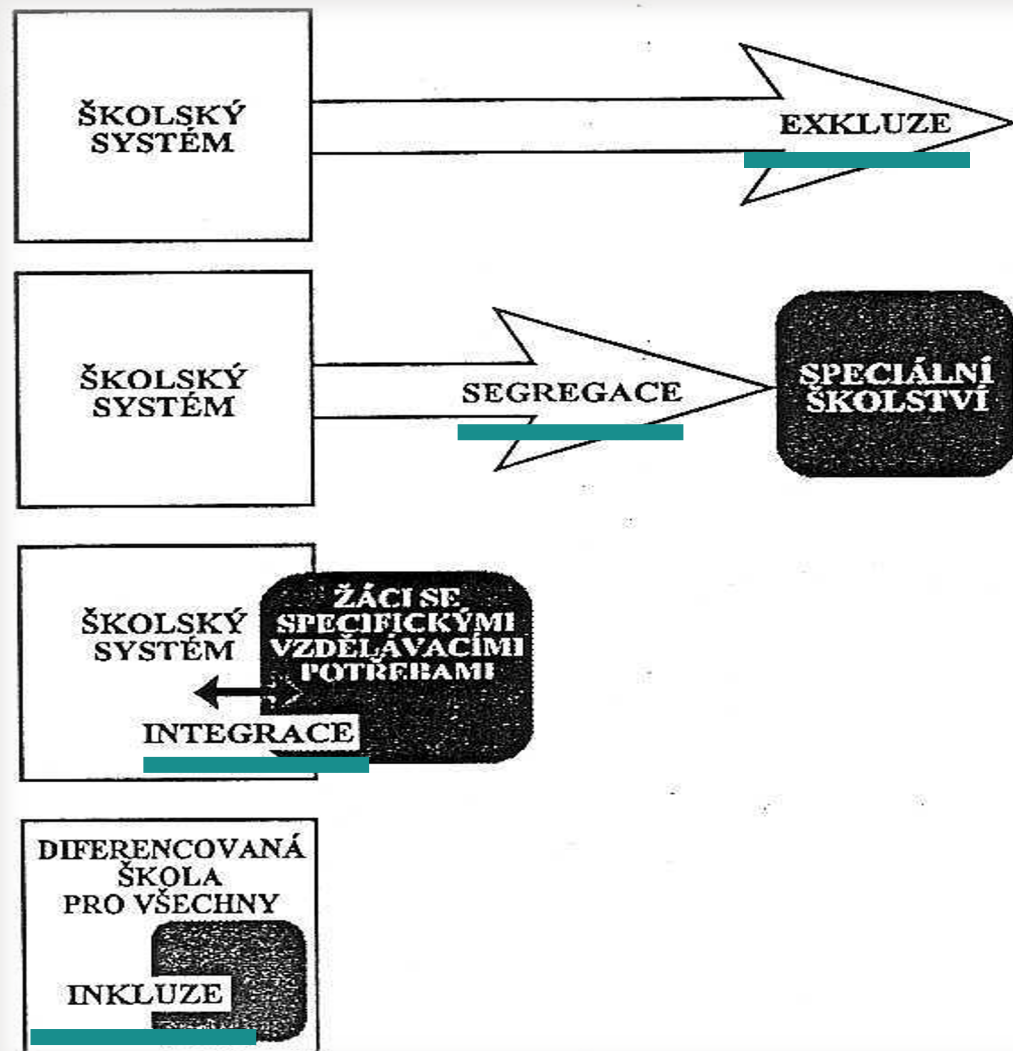 ŠKOLSKÝ
SYSTÉM
EXKLUZE
ŠKOLSKÝ
SYSTÉM
SEGREGACE
SPECIÁLNÍ
ŠKOLSTVÍ
ŠKOLSKÝ
SYSTÉM
ŽÁCI SE
SPECIFICKÝMI
VZDĚLÁVACÍMI
POTŘEBAMI
INTEGRACE
DIFERENCOVANÁ
ŠKOLA
PRO VŠECHNY
INKLUZE